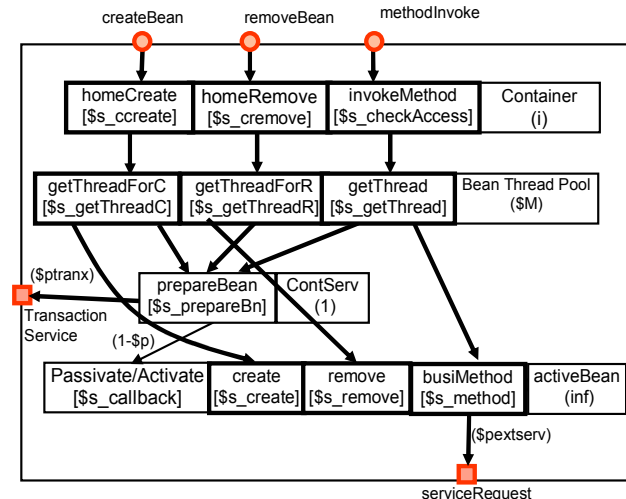 createBean
removeBean
methodInvoke
homeCreate
[$s_ccreate]
homeRemove
[$s_cremove]
invokeMethod
[$s_checkAccess]
Container
(i)
getThreadForC
[$s_getThreadC]
getThreadForR
[$s_getThreadR]
getThread
[$s_getThread]
Bean Thread Pool
($M)
($ptranx)
prepareBean
[$s_prepareBn]
ContServ
(1)
Transaction
Service
(1-$p)
Passivate/Activate
[$s_callback]
create
[$s_create]
remove
[$s_remove]
busiMethod
[$s_method]
activeBean
(inf)
($pextserv)
serviceRequest